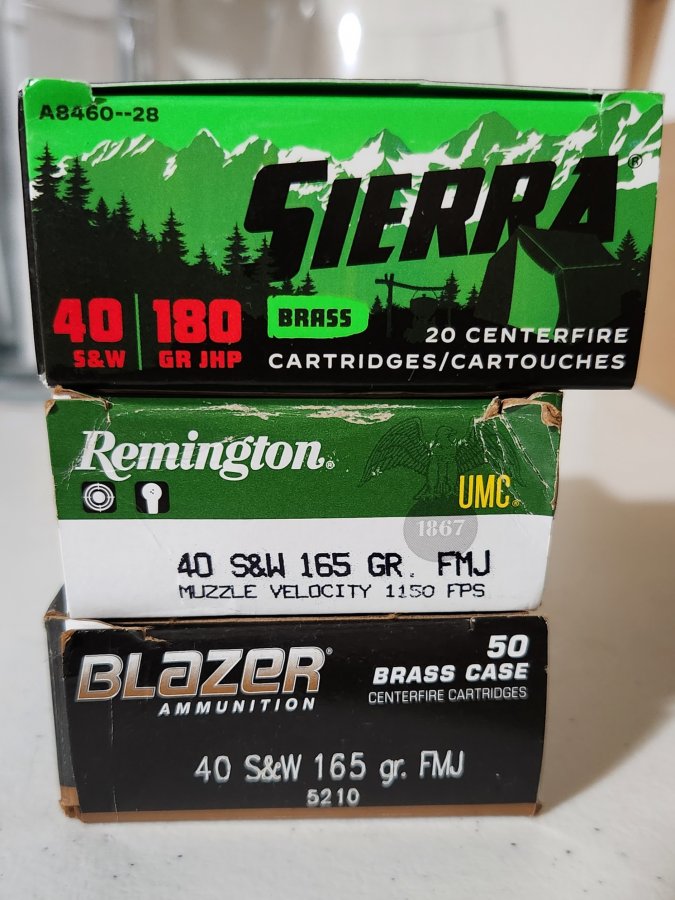 A8460--28
SIERRA®
40 S&W
180 GR JHP
BRASS
20 CENTERFIRE
CARTRIDGES/CARTOUCHES
Remington®
UMC®
1867
40 S&W 165 GR. FMJ
MUZZLE VELOCITY 1150 FPS
BLAZER®
AMMUNITION
50
BRASS CASE
CENTERFIRE CARTRIDGES
40 S&W 165 gr. FMJ
5210